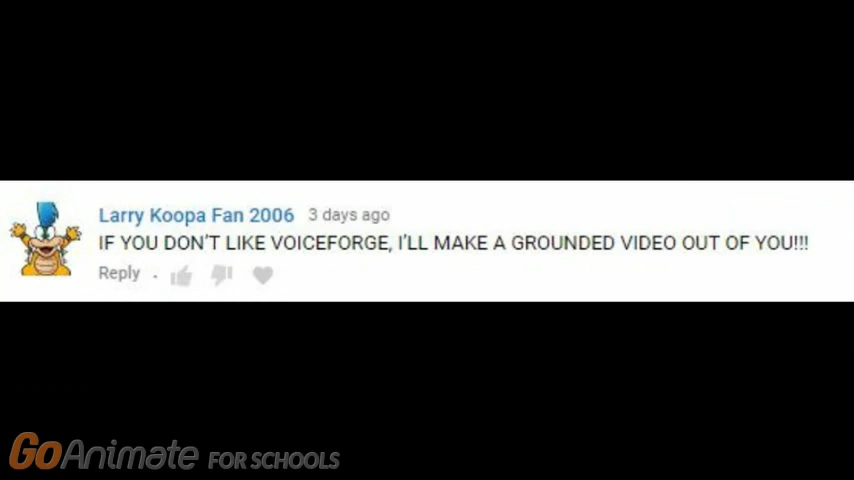 Larry Koopa Fan 2006 3 days ago
IF YOU DON'T LIKE VOICEFORGE, I'LL MAKE A GROUNDED VIDEO OUT OF YOU!!!
Reply .
GoAnimate FOR SCHOOLS